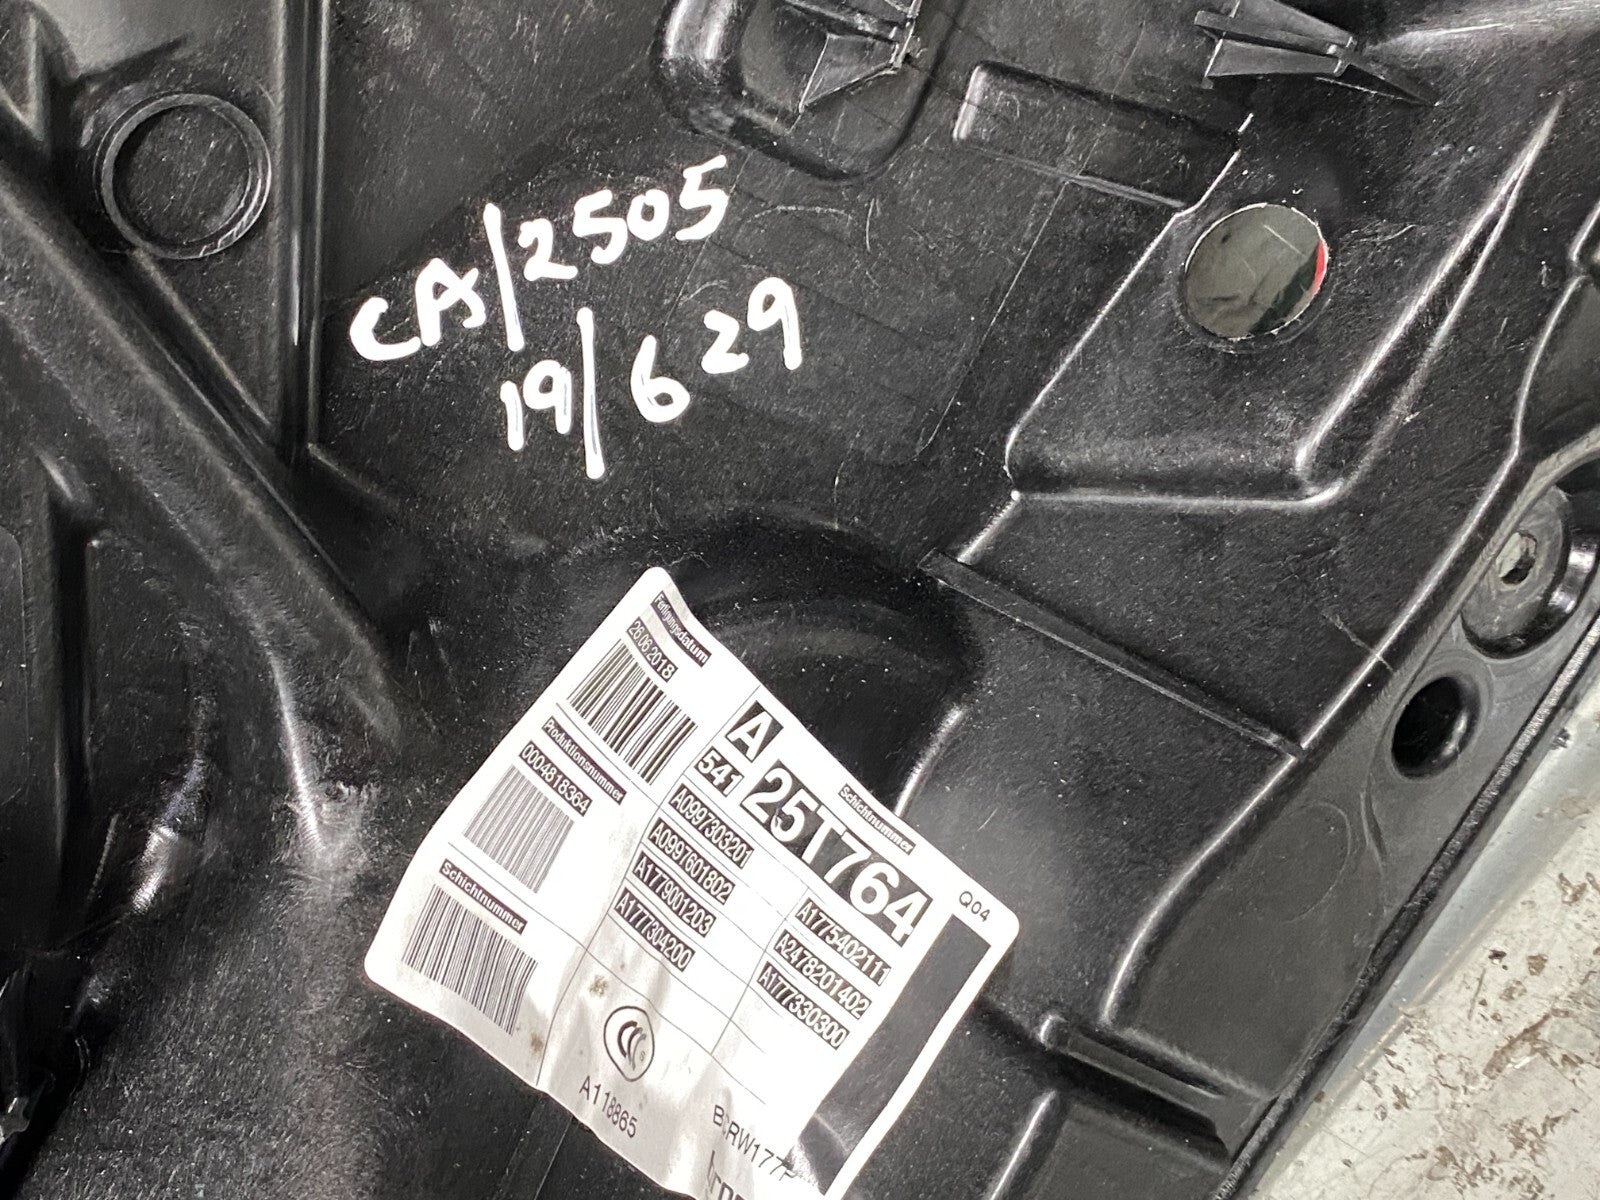 CA/2505
19/629
Fertigungsdatum
26.06.2018
Produktionsnummer
0004818364
Schichtnummer
A
541
Schichtnummer
25T764
Q04
A0997303201
A0997601802
A1779001203
A1777304200
A1775402111
A2478201402
A1777330300
A118865